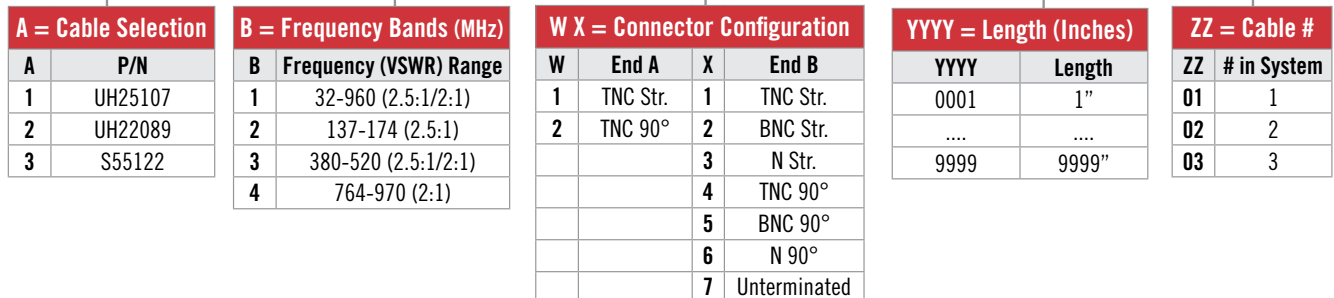 A = Cable Selection
A P/N
1 UH25107
2 UH22089
3 S55122
B = Frequency Bands (MHz)
B Frequency (VSWR) Range
1 32-960 (2.5:1/2:1)
2 137-174 (2.5:1)
3 380-520 (2.5:1/2:1)
4 764-970 (2:1)
W X = Connector Configuration
W End A X End B
1 TNC Str. 1 TNC Str.
2 TNC 90° 2 BNC Str.
3 N Str.
4 TNC 90°
5 BNC 90°
6 N 90°
7 Unterminated
YYYY = Length (Inches)
YYYY Length
0001 1”
.... ....
9999 9999”
ZZ = Cable #
ZZ # in System
01 1
02 2
03 3